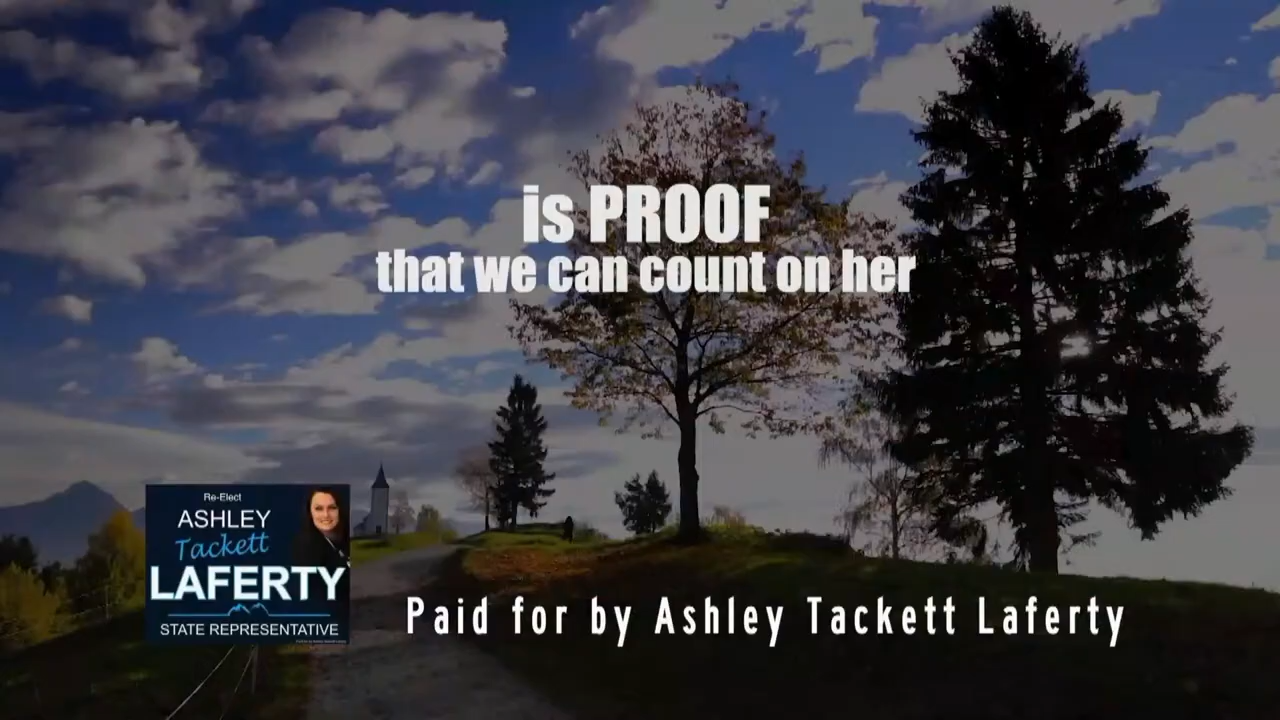 is PROOF
that we can count on her
Re-Elect
ASHLEY
Tackett
LAFERTY
STATE REPRESENTATIVE
Paid for by Ashley Tackett Laferty